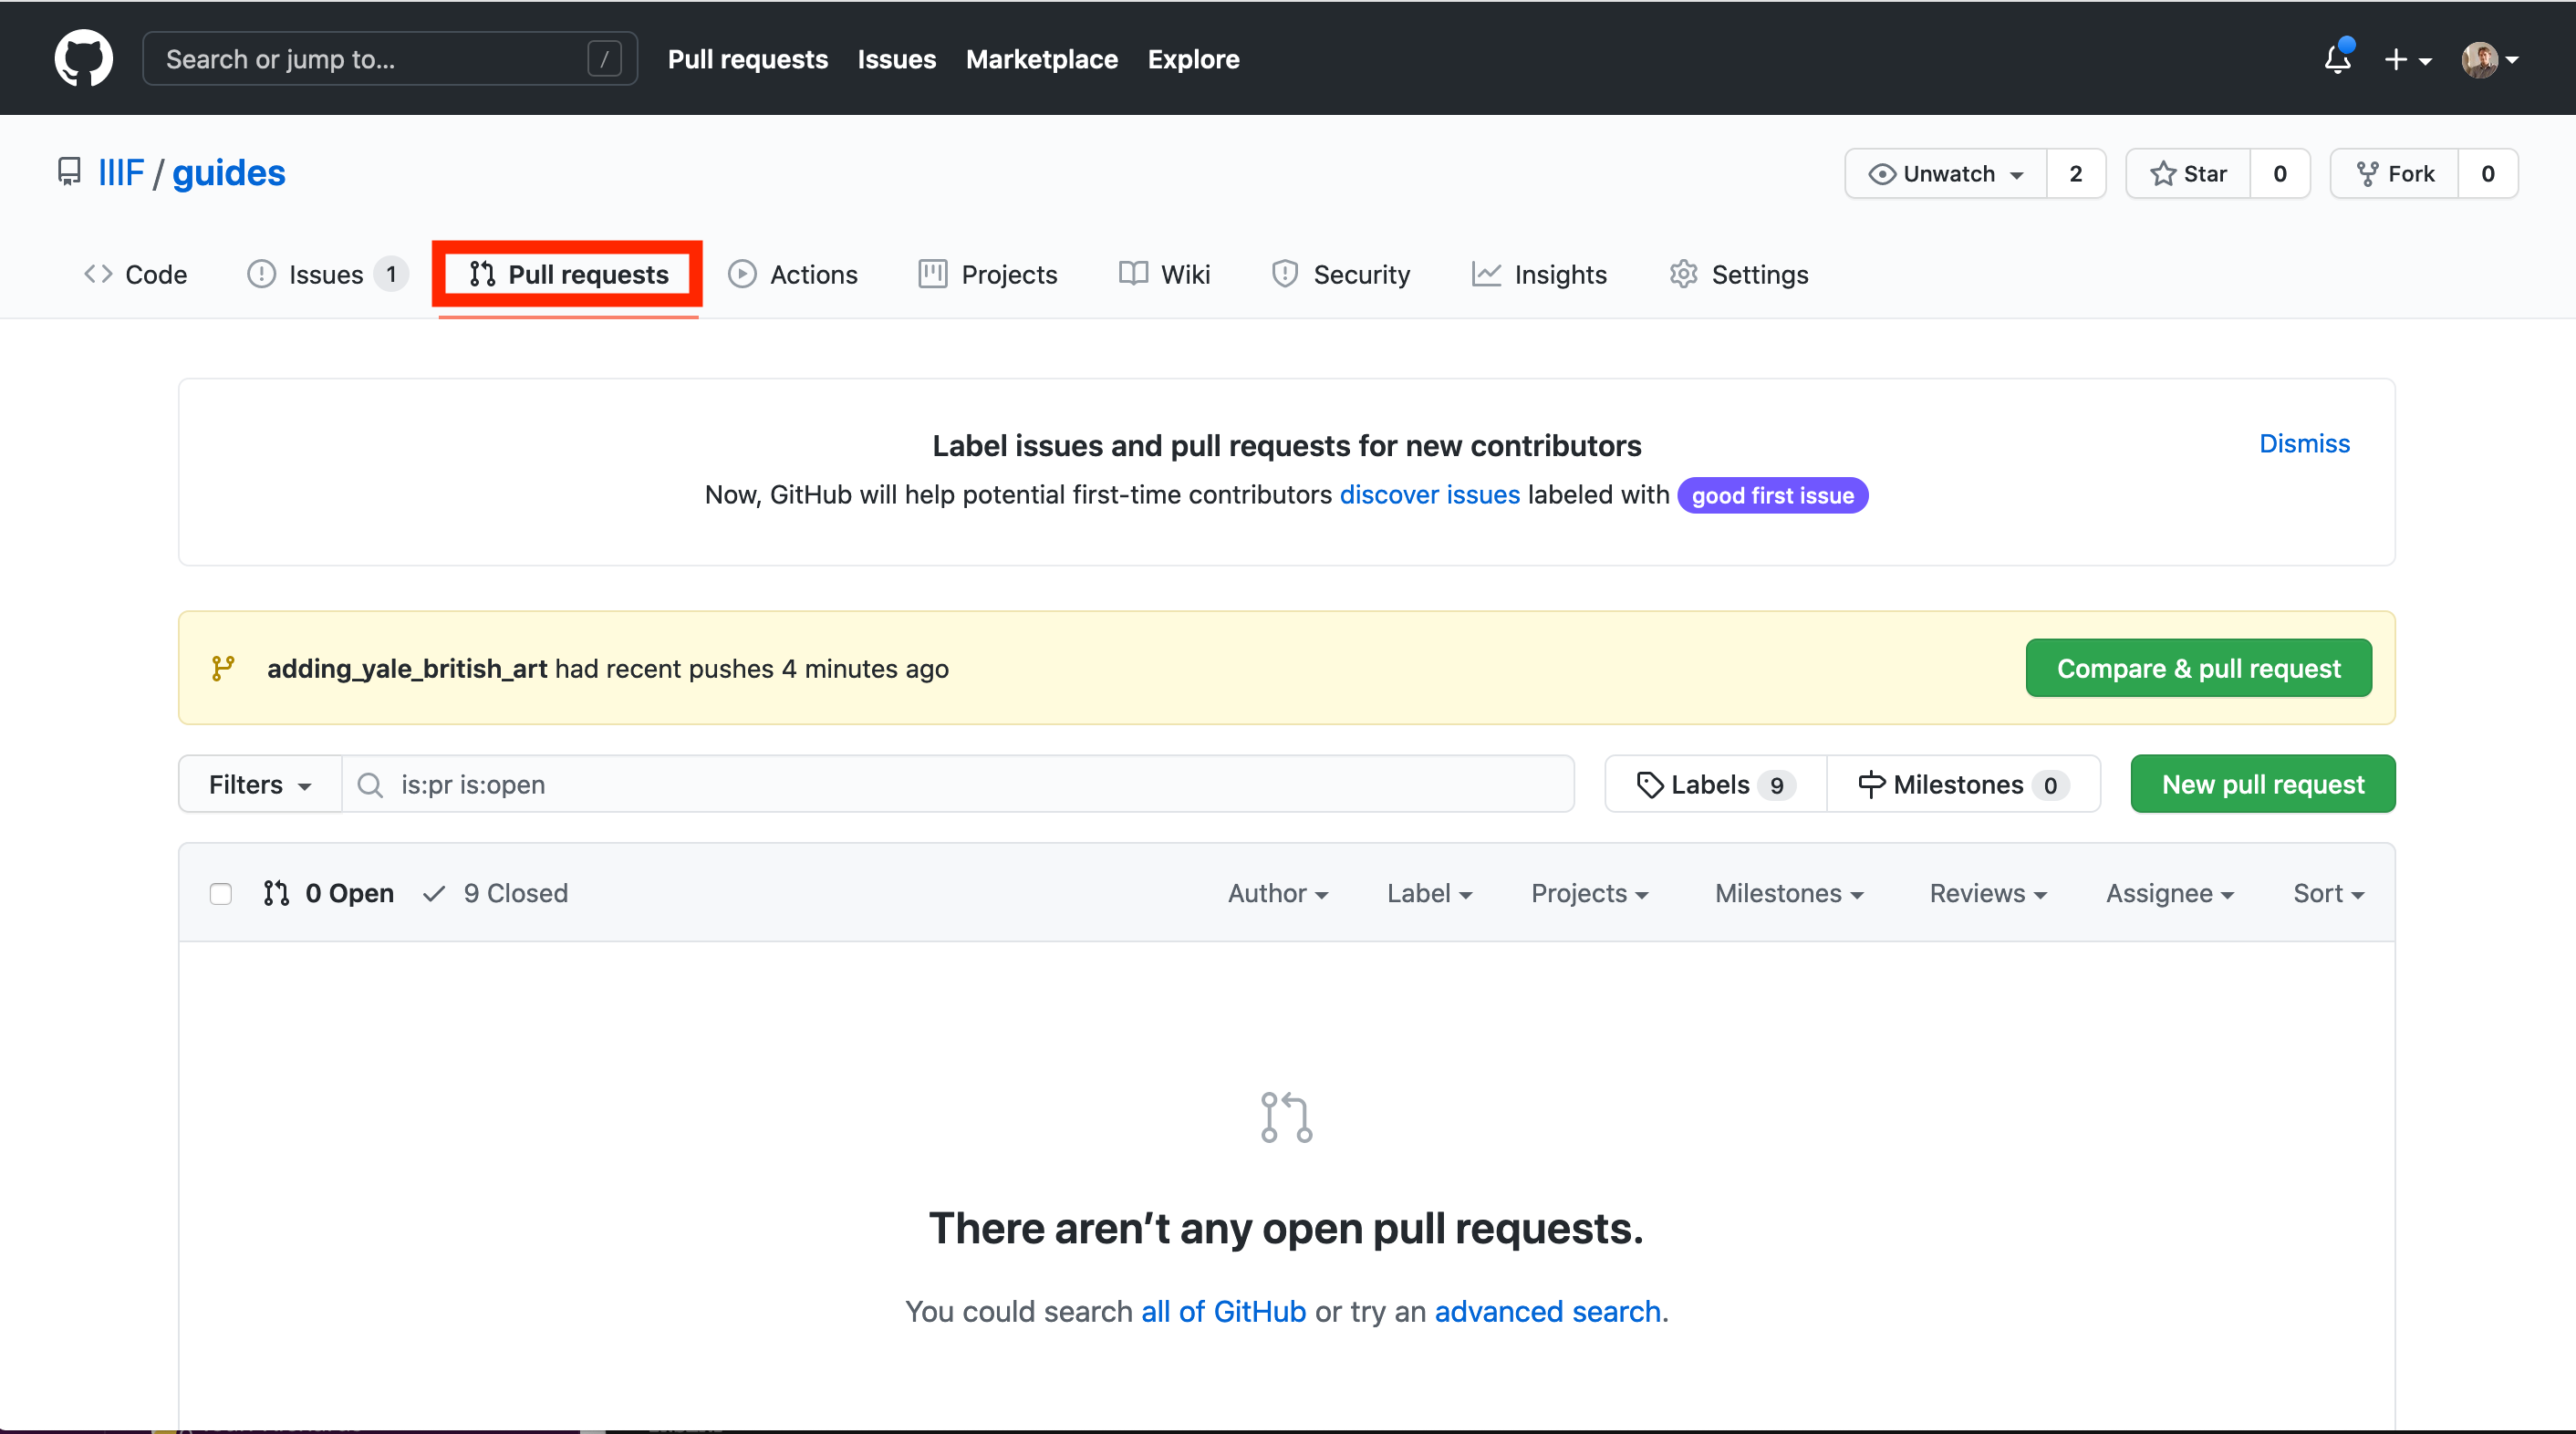 Search or jump to... / Pull requests Issues Marketplace Explore
IIIF / guides Unwatch 2 Star 0 Fork 0
Code Issues 1 Pull requests Actions Projects Wiki Security Insights Settings
Label issues and pull requests for new contributors Dismiss
Now, GitHub will help potential first-time contributors discover issues labeled with good first issue
adding_yale_british_art had recent pushes 4 minutes ago Compare & pull request
Filters is:pr is:open Labels 9 Milestones 0 New pull request
0 Open 9 Closed Author Label Projects Milestones Reviews Assignee Sort
There aren’t any open pull requests.
You could search all of GitHub or try an advanced search.